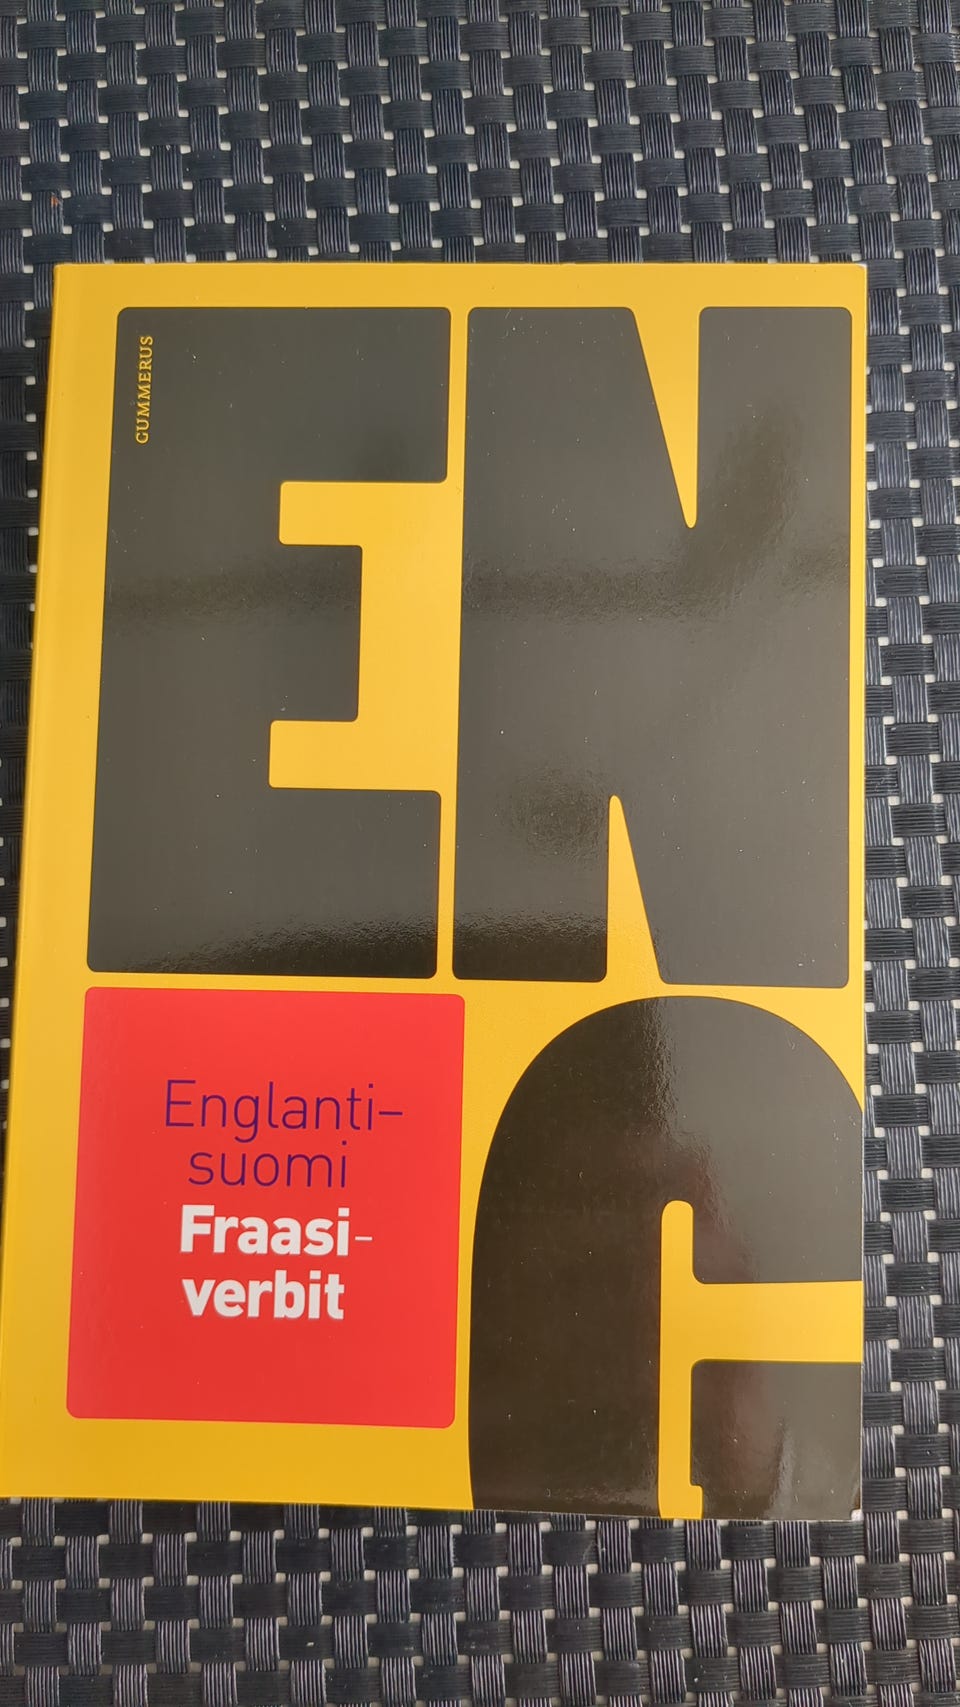 GUMMERUS
EN
G
Englanti–
suomi
Fraasi-
verbit